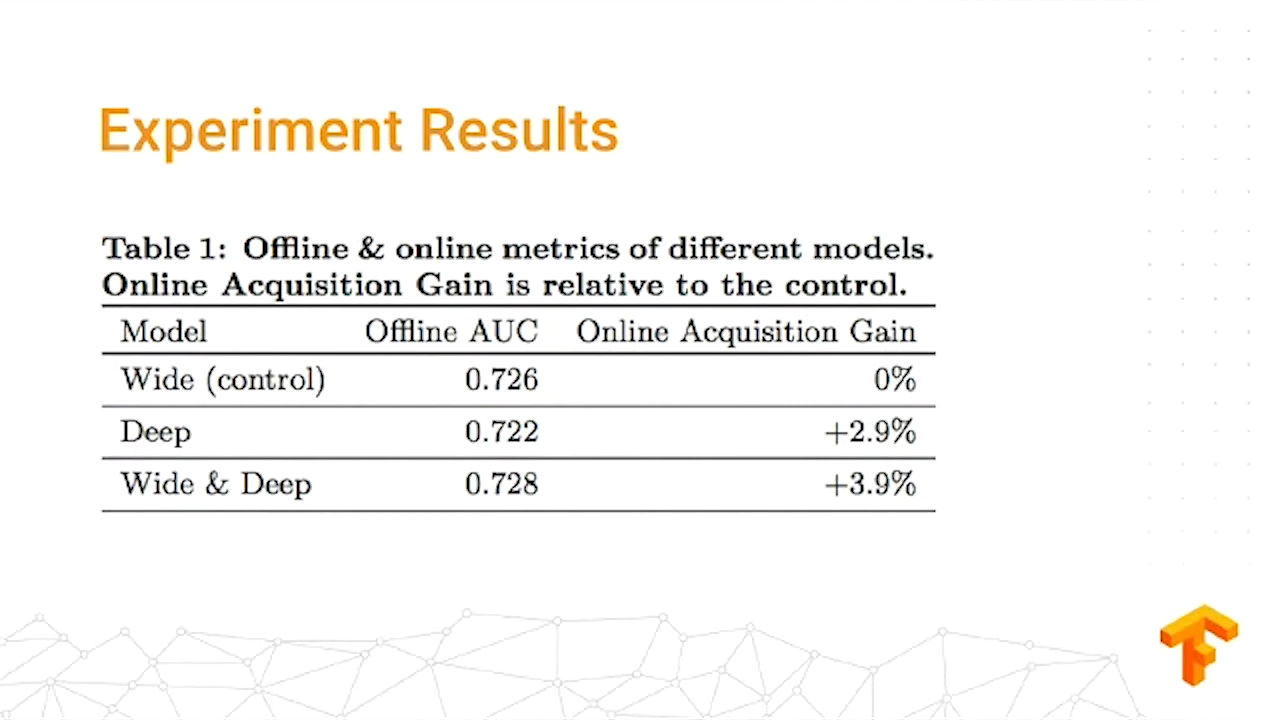 Experiment Results
Table 1: Offline & online metrics of different models.
Online Acquisition Gain is relative to the control.
Model Offline AUC Online Acquisition Gain
Wide (control) 0.726 0%
Deep 0.722 +2.9%
Wide & Deep 0.728 +3.9%